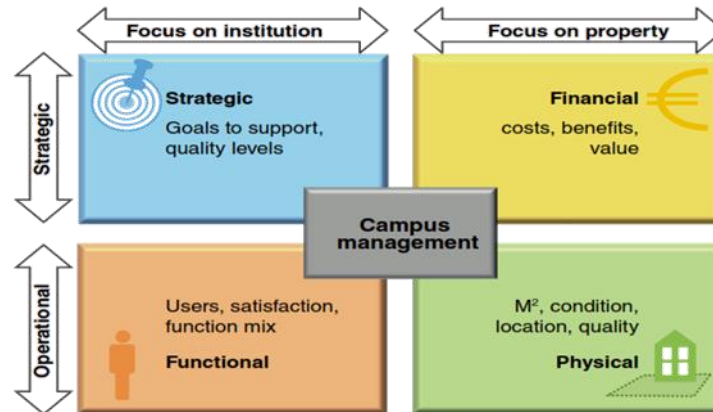 Focus on institution
Focus on property
Strategic
Strategic
Goals to support,
quality levels
Financial
costs, benefits,
value
Campus
management
Operational
Users, satisfaction,
function mix
Functional
M², condition,
location, quality
Physical